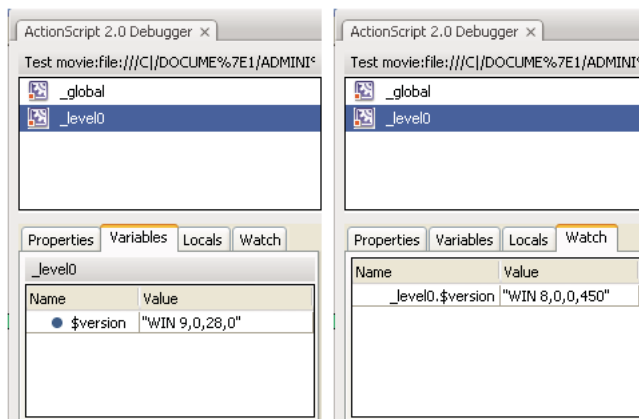 ActionScript 2.0 Debugger ×
Test movie:file:///C|/DOCUME%7E1/ADMINI°
_global
_level0
Properties Variables Locals Watch
_level0
Name Value
$version "WIN 9,0,28,0"
ActionScript 2.0 Debugger ×
Test movie:file:///C|/DOCUME%7E1/ADMINI°
_global
_level0
Properties Variables Locals Watch
Name Value
_level0.$version "WIN 8,0,0,450"